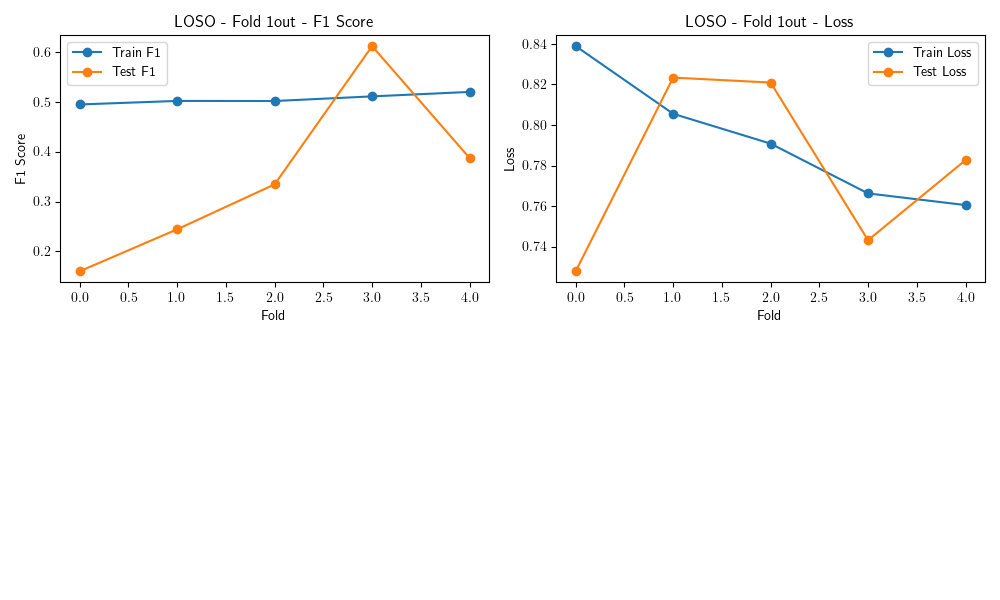 LOSO - Fold 1out - F1 Score
Train F1
Test F1
F1 Score
0.6
0.5
0.4
0.3
0.2
0.0 0.5 1.0 1.5 2.0 2.5 3.0 3.5 4.0
Fold
LOSO - Fold 1out - Loss
Train Loss
Test Loss
Loss
0.84
0.82
0.80
0.78
0.76
0.74
0.0 0.5 1.0 1.5 2.0 2.5 3.0 3.5 4.0
Fold